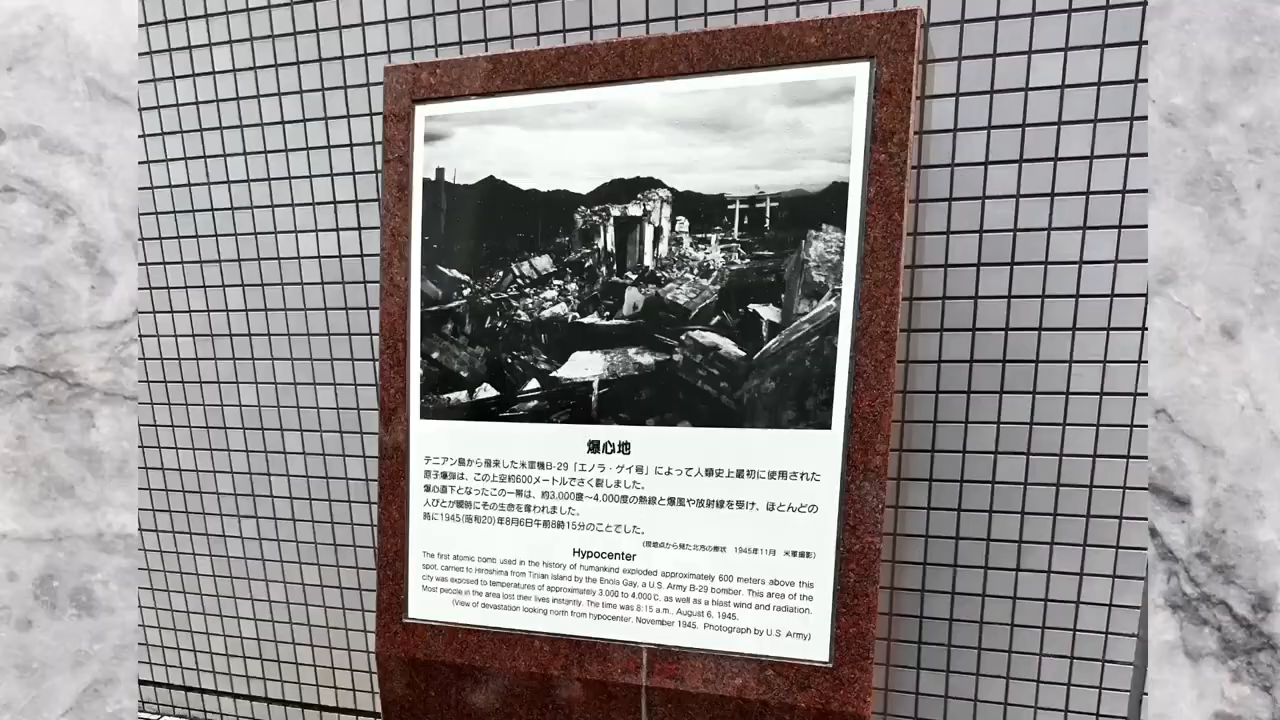 爆心地
テニアン島から飛来した米軍機B-29「エノラ・ゲイ号」によって人類史上最初に使用された
原子爆弾は、この上空約600メートルでさく裂しました。
爆心直下となったこの一帯は、約3,000度〜4,000度の熱線と爆風や放射線を受け、ほとんどの
人びとが瞬時にその生命を奪われました。
時に1945(昭和20)年8月6日午前8時15分のことでした。
(現地点から見た北方の惨状 1945年11月 米軍撮影)
Hypocenter
The first atomic bomb used in the history of humankind exploded approximately 600 meters above this
spot, carried to Hiroshima from Tinian Island by the Enola Gay, a U.S. Army B-29 bomber. This area of the
city was exposed to temperatures of approximately 3,000 to 4,000℃, as well as a blast wind and radiation.
Most people in the area lost their lives instantly. The time was 8:15 a.m., August 6, 1945.
(View of devastation looking north from hypocenter, November 1945. Photograph by U.S. Army)